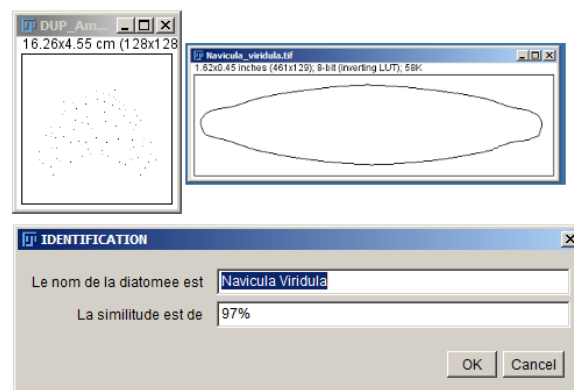 DUP_Am...
16.26x4.55 cm (128x128
Navicula_viridula.tif
1.62x0.45 inches (461x129); 8-bit (inverting LUT); 58K
IDENTIFICATION
Le nom de la diatomee est Navicula Viridula
La similitude est de 97%
OK Cancel